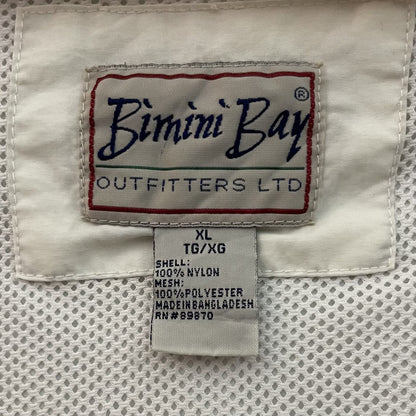 Bimini Bay®
OUTFITTERS LTD
XL
TG/XG
SHELL:
100% NYLON
MESH:
100% POLYESTER
MADE IN BANGLADESH
RN #89870